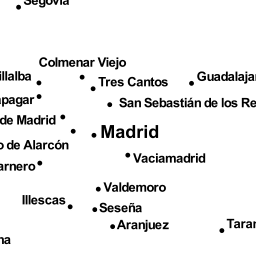 Segovia
Colmenar Viejo
illalba
Tres Cantos
Guadalajar
apagar
San Sebastián de los Re
de Madrid
Madrid
o de Alarcón
Vaciamadrid
arnero
Valdemoro
Illescas
Seseña
Aranjuez
Taran
na